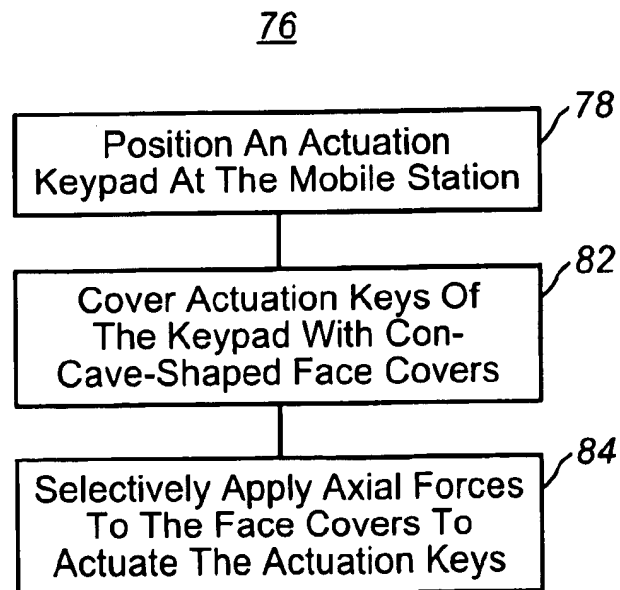 76
78
Position An Actuation
Keypad At The Mobile Station
82
Cover Actuation Keys Of
The Keypad With Con-
Cave-Shaped Face Covers
84
Selectively Apply Axial Forces
To The Face Covers To
Actuate The Actuation Keys